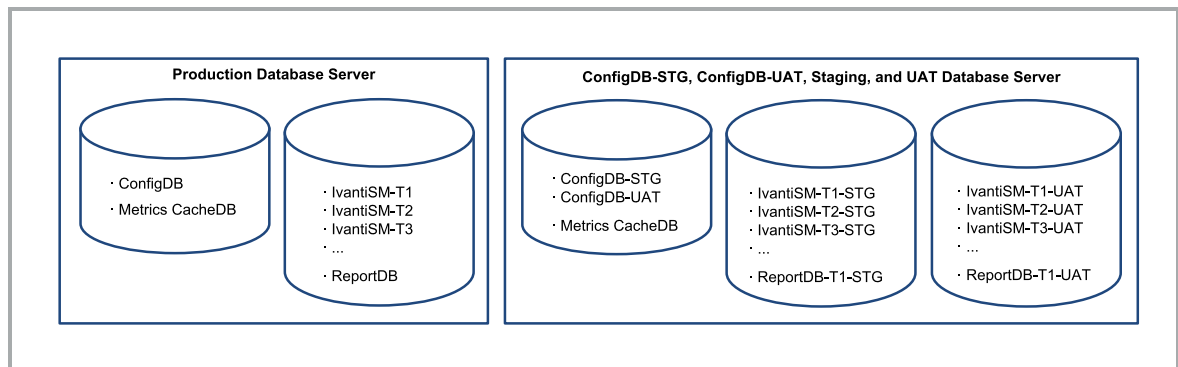 Production Database Server
· ConfigDB
· Metrics CacheDB
· IvantiSM-T1
· IvantiSM-T2
· IvantiSM-T3
· ...
· ReportDB
ConfigDB-STG, ConfigDB-UAT, Staging, and UAT Database Server
· ConfigDB-STG
· ConfigDB-UAT
· Metrics CacheDB
· IvantiSM-T1-STG
· IvantiSM-T2-STG
· IvantiSM-T3-STG
· ...
· ReportDB-T1-STG
· IvantiSM-T1-UAT
· IvantiSM-T2-UAT
· IvantiSM-T3-UAT
· ...
· ReportDB-T1-UAT